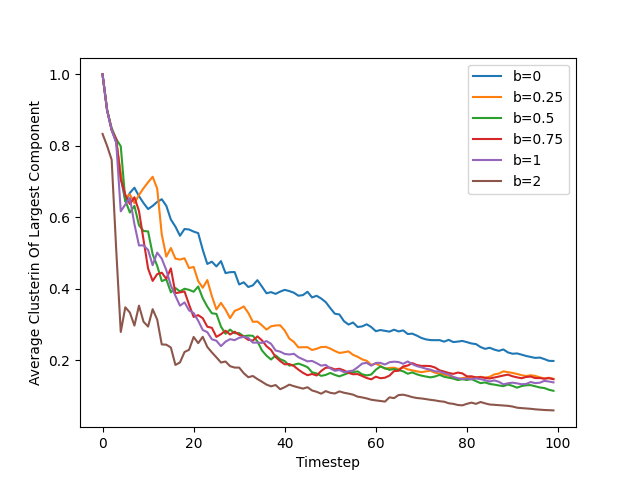 1.0
0.8
0.6
0.4
0.2
0
20
40
60
80
100
Timestep
Average Clusterin Of Largest Component
b=0
b=0.25
b=0.5
b=0.75
b=1
b=2